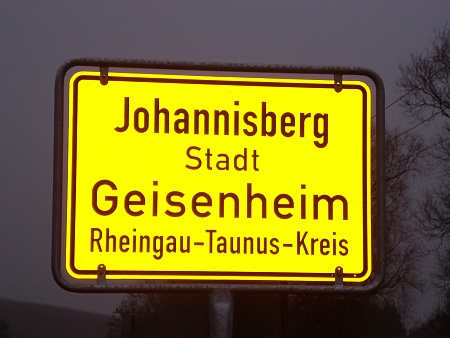 Johannisberg
Stadt
Geisenheim
Rheingau-Taunus-Kreis